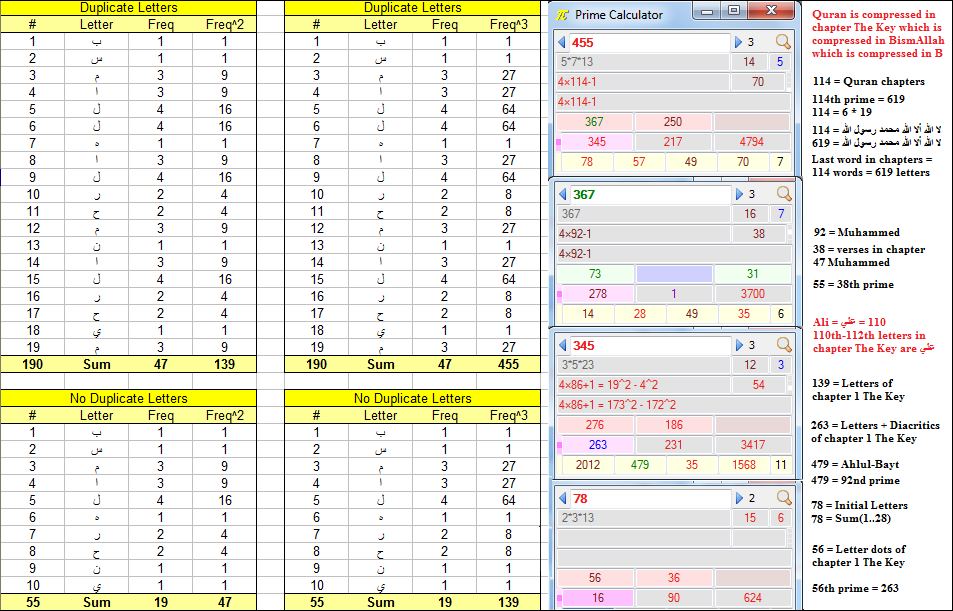 Duplicate Letters
# Letter Freq Freq^2
1 ب 1 1
2 س 1 1
3 م 3 9
4 ا 3 9
5 ل 4 16
6 ل 4 16
7 ه 1 1
8 ا 3 9
9 ل 4 16
10 ر 2 4
11 ح 2 4
12 م 3 9
13 ن 1 1
14 ا 3 9
15 ل 4 16
16 ر 2 4
17 ح 2 4
18 ي 1 1
19 م 3 9
190 Sum 47 139
No Duplicate Letters
# Letter Freq Freq^2
1 ب 1 1
2 س 1 1
3 م 3 9
4 ا 3 9
5 ل 4 16
6 ه 1 1
7 ر 2 4
8 ح 2 4
9 ن 1 1
10 ي 1 1
55 Sum 19 47
Duplicate Letters
# Letter Freq Freq^3
1 ب 1 1
2 س 1 1
3 م 3 27
4 ا 3 27
5 ل 4 64
6 ل 4 64
7 ه 1 1
8 ا 3 27
9 ل 4 64
10 ر 2 8
11 ح 2 8
12 م 3 27
13 ن 1 1
14 ا 3 27
15 ل 4 64
16 ر 2 8
17 ح 2 8
18 ي 1 1
19 م 3 27
190 Sum 47 455
No Duplicate Letters
# Letter Freq Freq^3
1 ب 1 1
2 س 1 1
3 م 3 27
4 ا 3 27
5 ل 4 64
6 ه 1 1
7 ر 2 8
8 ح 2 8
9 ن 1 1
10 ي 1 1
55 Sum 19 139
π Prime Calculator
455 3
5*7*13 14 5
4×114-1 70
4×114-1
367 250
345 217 4794
78 57 49 70 7
367 3
367 16 7
4×92-1 38
4×92-1
73 31
278 1 3700
14 28 49 35 6
345 3
3*5*23 12 3
4×86+1 = 19^2 - 4^2 54
4×86+1 = 173^2 - 172^2
276 186
263 231 3417
2012 479 35 1568 11
78 2
2*3*13 15 6
56 36
16 90 624
Quran is compressed in
chapter The Key which is
compressed in BismAllah
which is compressed in B
114 = Quran chapters
114th prime = 619
114 = 6 * 19
114 = لا اله الا الله محمد رسول الله
619 = لا اله الا الله محمد رسول الله
Last word in chapters =
114 words = 619 letters
92 = Muhammed
38 = verses in chapter
47 Muhammed
55 = 38th prime
Ali = علي = 110
110th-112th letters in
chapter The Key are علي
139 = Letters of
chapter 1 The Key
263 = Letters + Diacritics
of chapter 1 The Key
479 = Ahlul-Bayt
479 = 92nd prime
78 = Initial Letters
78 = Sum(1..28)
56 = Letter dots of
chapter 1 The Key
56th prime = 263